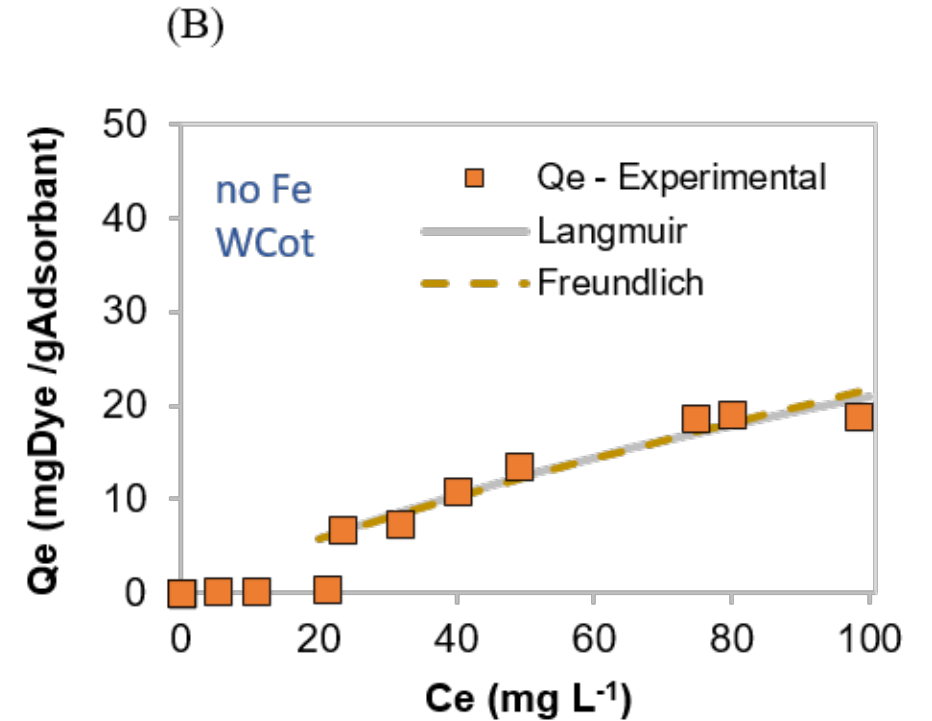 (B)
50
40
30
20
10
0
Qe (mgDye /gAdsorbant)
no Fe
WCot
Qe - Experimental
Langmuir
Freundlich
0 20 40 60 80 100
Ce (mg L⁻¹)